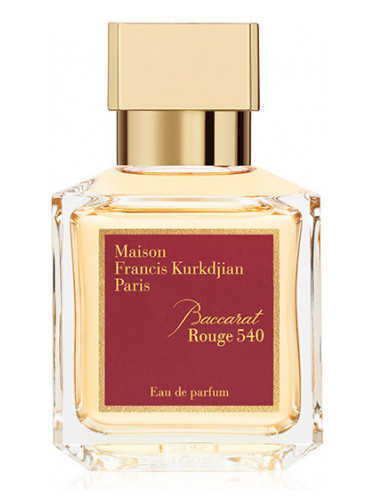 Maison
Francis Kurkdjian
Paris
Baccarat
Rouge 540
Eau de parfum